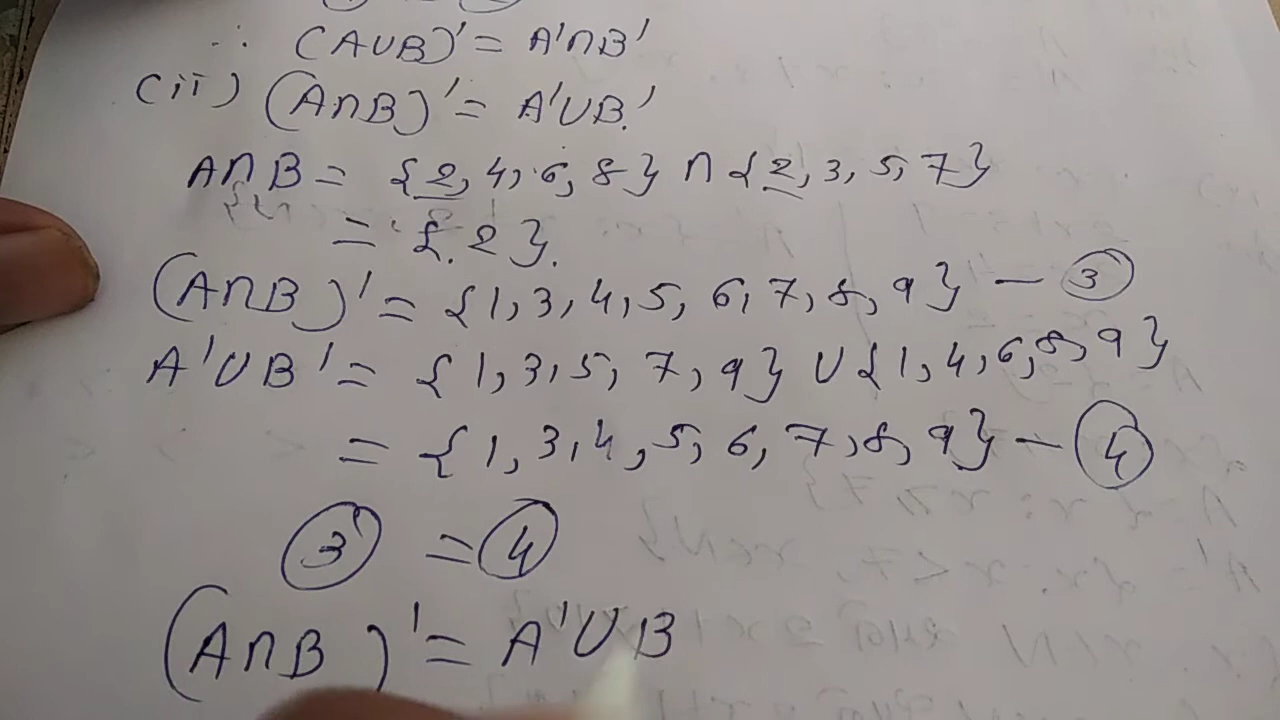 ∴ (A∪B)' = A'∩B'
(ii) (A∩B)' = A'∪B'.
A∩B = {2, 4, 6, 8} ∩ {2, 3, 5, 7}
= {2}.
(A∩B)' = {1, 3, 4, 5, 6, 7, 8, 9} — ③
A'∪B' = {1, 3, 5, 7, 9} ∪ {1, 4, 6, 8, 9}
= {1, 3, 4, 5, 6, 7, 8, 9} — ④
③ = ④
(A∩B)' = A'∪B